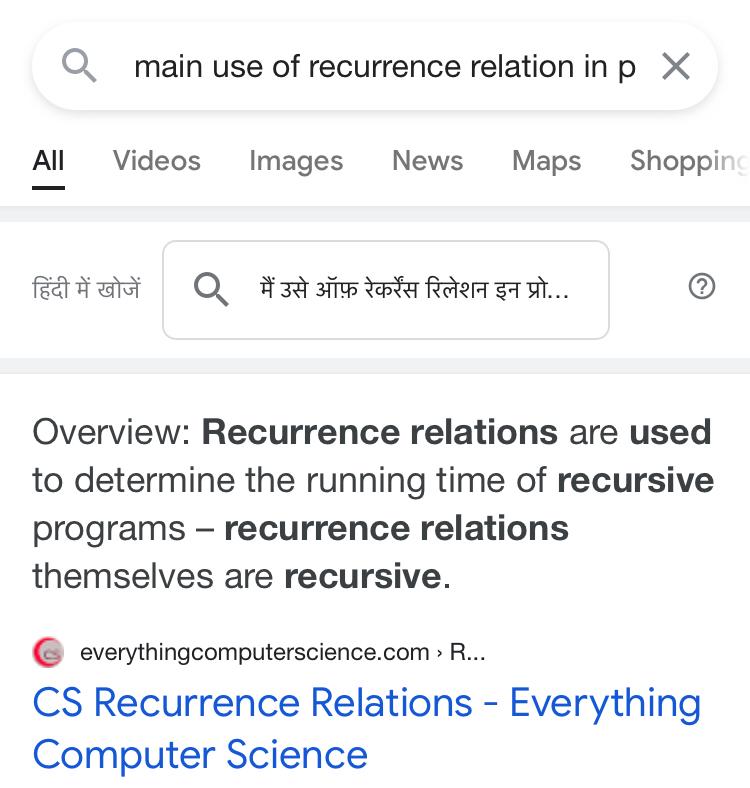 main use of recurrence relation in p
All Videos Images News Maps Shopping
हिंदी में खोजें मैं उसे ऑफ़ रेकर्रेंस रिलेशन इन प्रो...
Overview: Recurrence relations are used
to determine the running time of recursive
programs – recurrence relations
themselves are recursive.
everythingcomputerscience.com › R...
CS Recurrence Relations - Everything
Computer Science